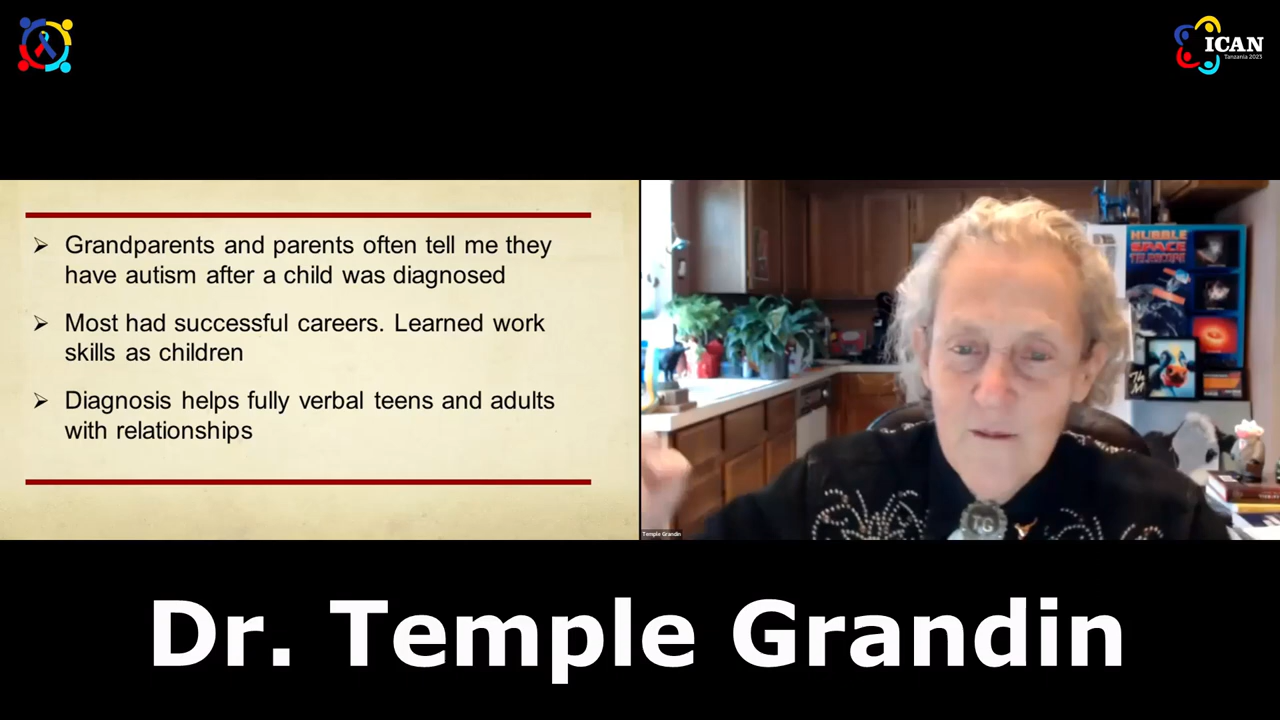 ICAN
Tanzania 2023
➢ Grandparents and parents often tell me they
have autism after a child was diagnosed
➢ Most had successful careers. Learned work
skills as children
➢ Diagnosis helps fully verbal teens and adults
with relationships
HUBBLE
SPACE
TELESCOPE
TG
Temple Grandin
Dr. Temple Grandin